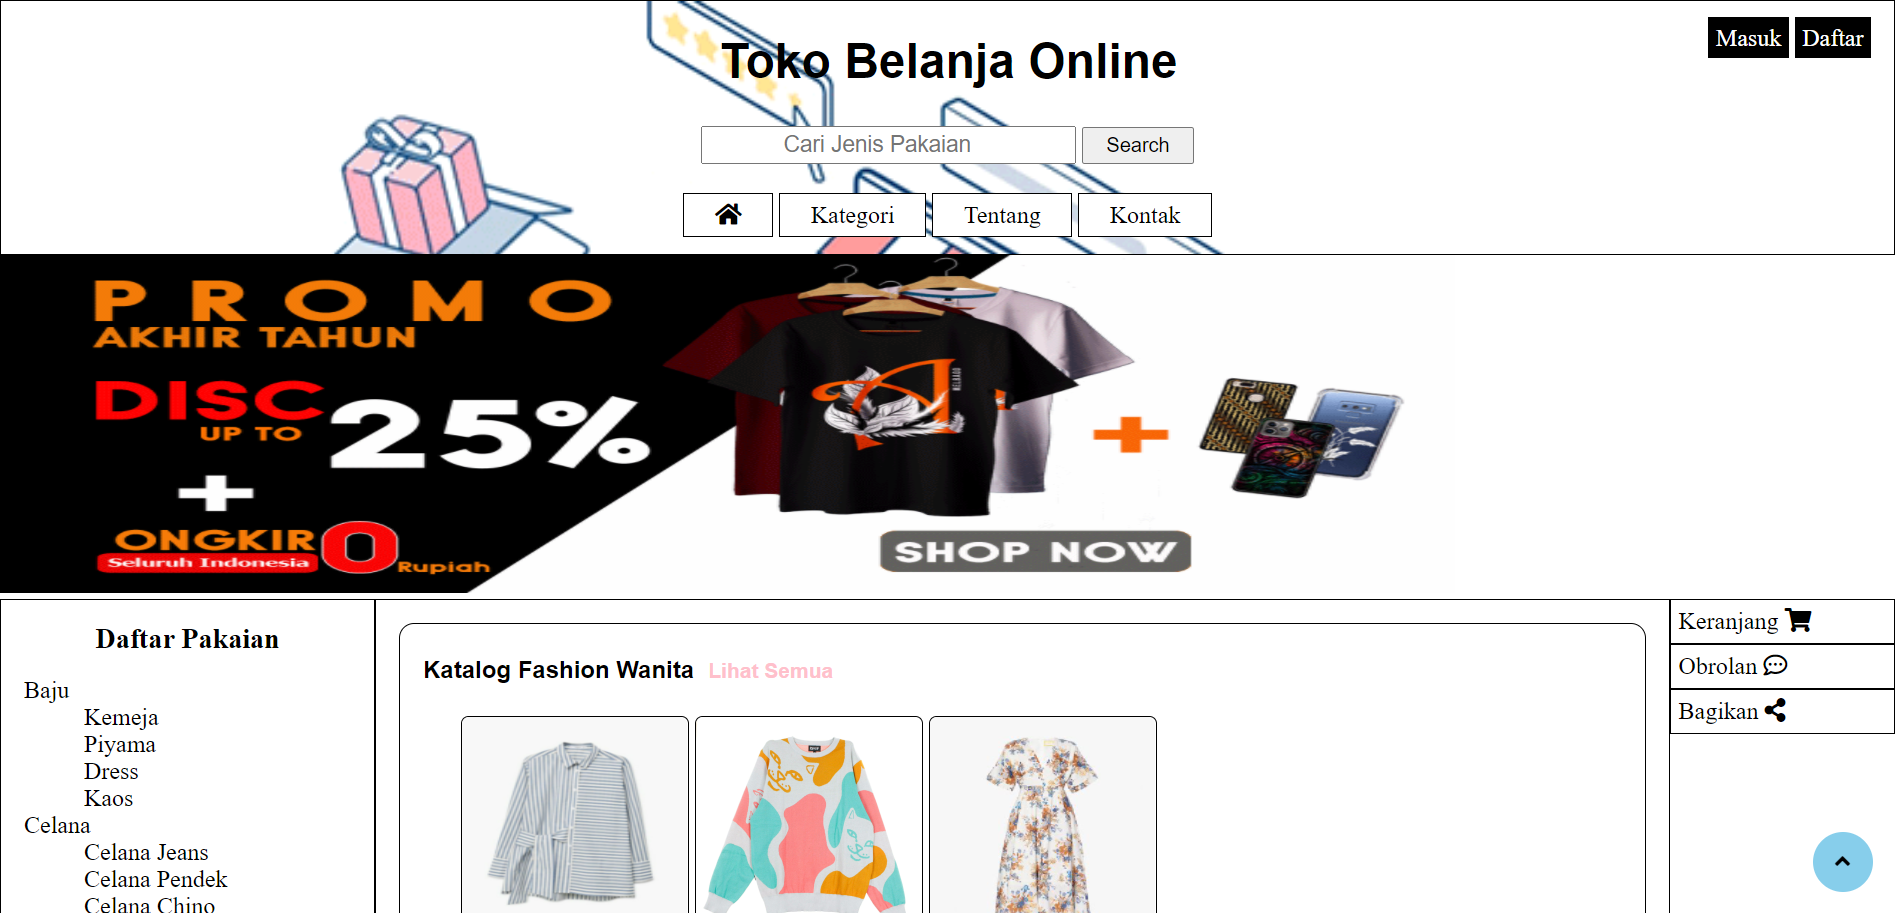 Masuk Daftar
Toko Belanja Online
Cari Jenis Pakaian Search
Kategori Tentang Kontak
PROMO
AKHIR TAHUN
DISC
UP TO
25%
+
+
ONGKIR 0
Seluruh Indonesia
Rupiah
SHOP NOW
Daftar Pakaian
Baju
Kemeja
Piyama
Dress
Kaos
Celana
Celana Jeans
Celana Pendek
Celana Chino
Katalog Fashion Wanita Lihat Semua
Keranjang
Obrolan
Bagikan